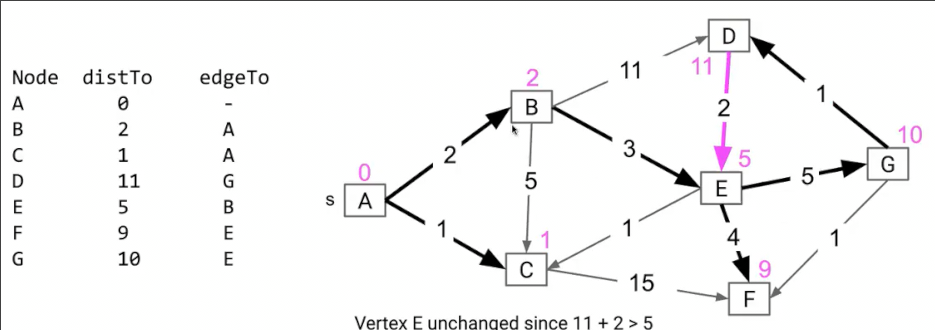 Node distTo edgeTo
A 0 -
B 2 A
C 1 A
D 11 G
E 5 B
F 9 E
G 10 E
D
11
11
2
B
2
1
10
G
2
3
5
E
5
0
s
A
5
1
1
4
1
1
C
15
9
F
Vertex E unchanged since 11 + 2 > 5